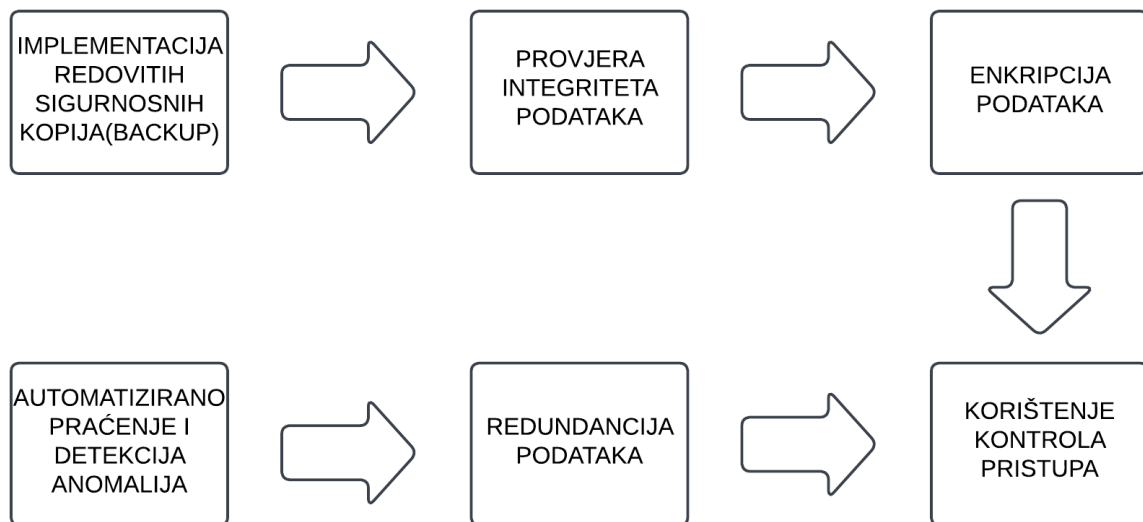 IMPLEMENTACIJA
REDOVITIH
SIGURNOSNIH
KOPIJA(BACKUP)
PROVJERA
INTEGRITETA
PODATAKA
ENKRIPCIJA
PODATAKA
AUTOMATIZIRANO
PRAĆENJE I
DETEKCIJA
ANOMALIJA
REDUNDANCIJA
PODATAKA
KORIŠTENJE
KONTROLA
PRISTUPA